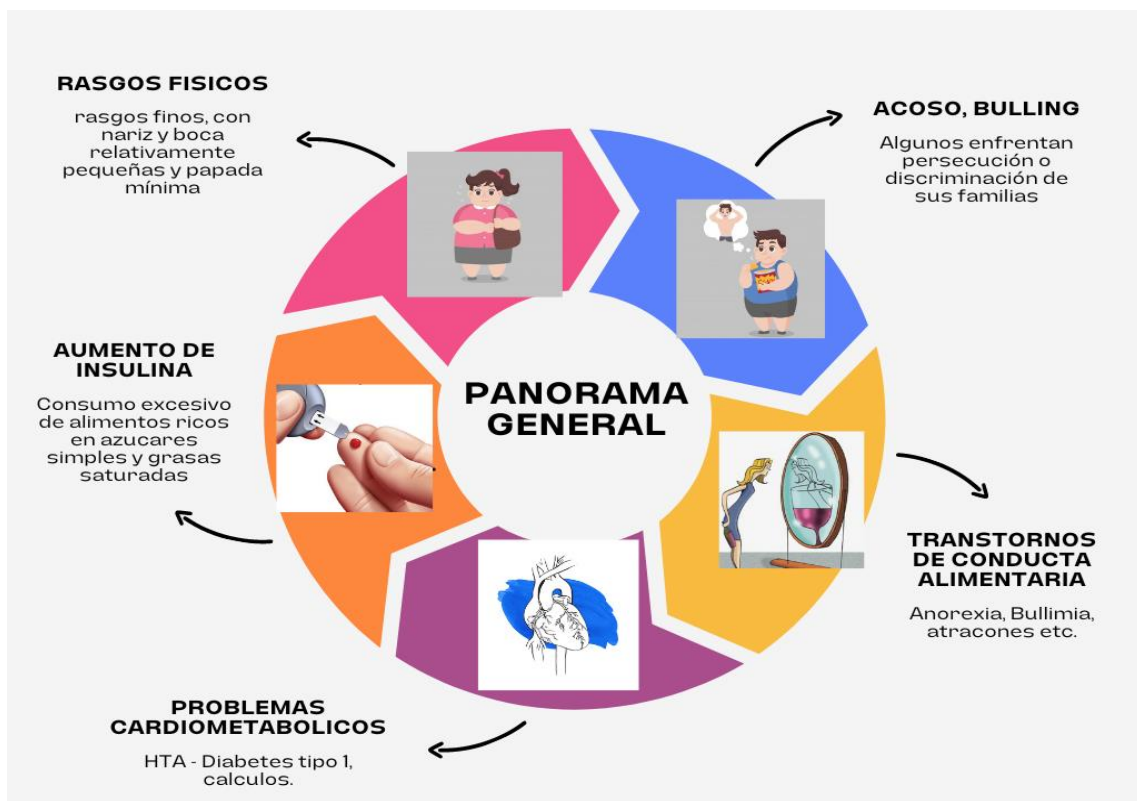 RASGOS FISICOS
rasgos finos, con
nariz y boca
relativamente
pequeñas y papada
mínima
ACOSO, BULLING
Algunos enfrentan
persecución o
discriminación de
sus familias
AUMENTO DE
INSULINA
Consumo excesivo
de alimentos ricos
en azucares
simples y grasas
saturadas
PANORAMA
GENERAL
TRANSTORNOS
DE CONDUCTA
ALIMENTARIA
Anorexia, Bullimia,
atracones etc.
PROBLEMAS
CARDIOMETABOLICOS
HTA - Diabetes tipo 1,
calculos.